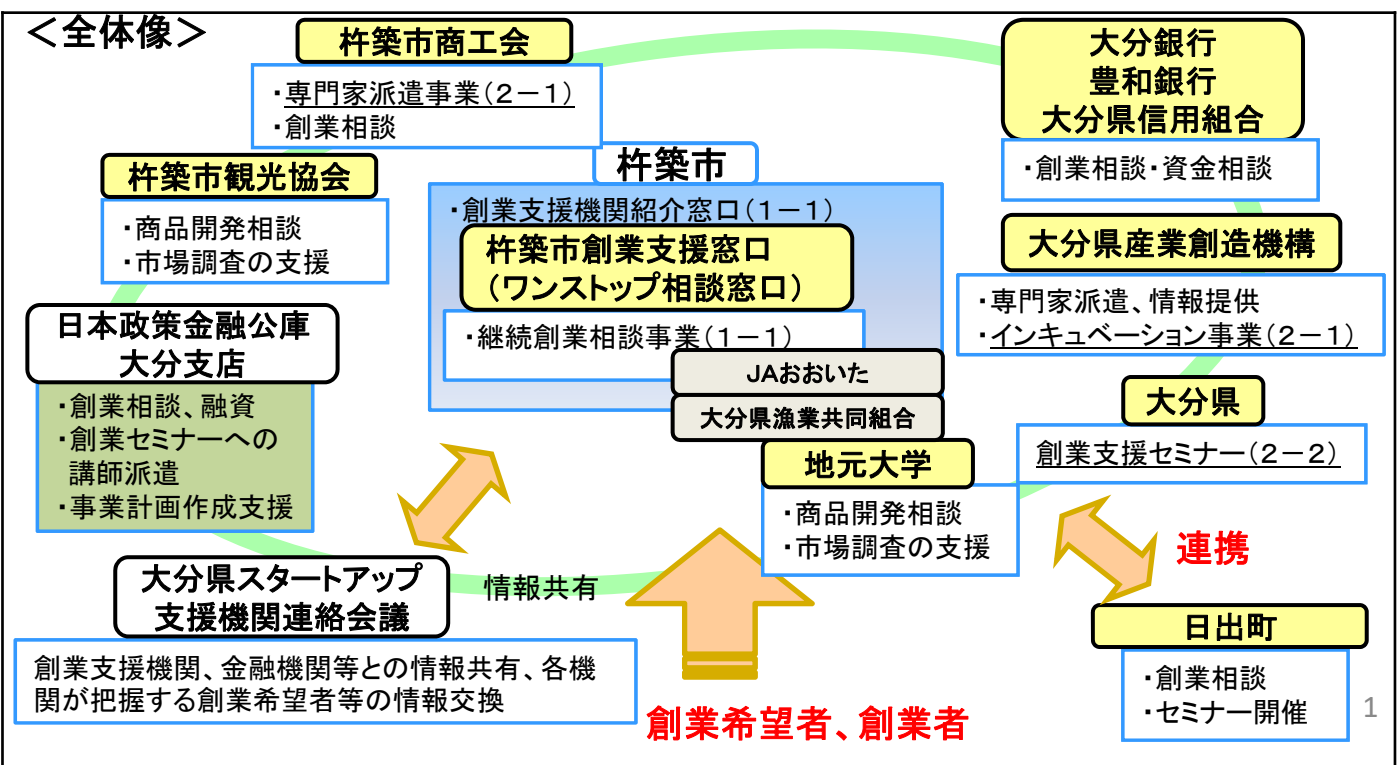 ＜全体像＞
杵築市商工会
・専門家派遣事業（２－１）
・創業相談
大分銀行
豊和銀行
大分県信用組合
・創業相談・資金相談
杵築市観光協会
・商品開発相談
・市場調査の支援
杵築市
・創業支援機関紹介窓口（１－１）
杵築市創業支援窓口
（ワンストップ相談窓口）
・継続創業相談事業（１－１）
JAおおいた
大分県漁業共同組合
大分県産業創造機構
・専門家派遣、情報提供
・インキュベーション事業（２－１）
日本政策金融公庫
大分支店
・創業相談、融資
・創業セミナーへの
講師派遣
・事業計画作成支援
大分県
創業支援セミナー（２－２）
地元大学
・商品開発相談
・市場調査の支援
連携
大分県スタートアップ
支援機関連絡会議
情報共有
創業支援機関、金融機関等との情報共有、各機
関が把握する創業希望者等の情報交換
日出町
・創業相談
・セミナー開催
創業希望者、創業者
1